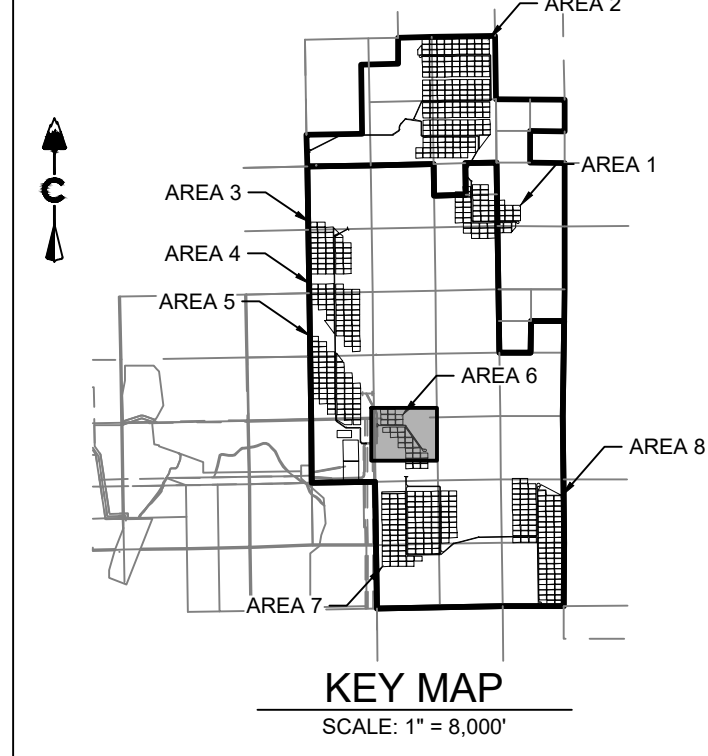 AREA 2
AREA 1
AREA 3
AREA 4
AREA 5
AREA 6
AREA 8
AREA 7
C
KEY MAP
SCALE: 1" = 8,000'